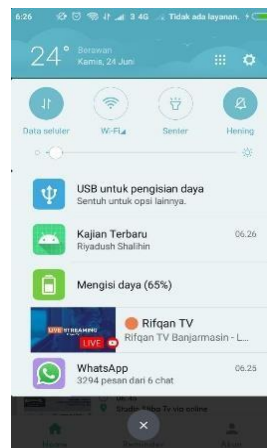 6:26 3 4G Tidak ada layanan.
24° Berawan
Kamis, 24 Juni
Data seluler Wi-Fi Senter Hening
USB untuk pengisian daya
Sentuh untuk opsi lainnya.
Kajian Terbaru 06.26
Riyadush Shalihin
Mengisi daya (65%)
LIVE STREAMING
LIVE
Rifqan TV
Rifqan TV Banjarmasin - L...
WhatsApp 06.25
3294 pesan dari 6 chat
Home
About